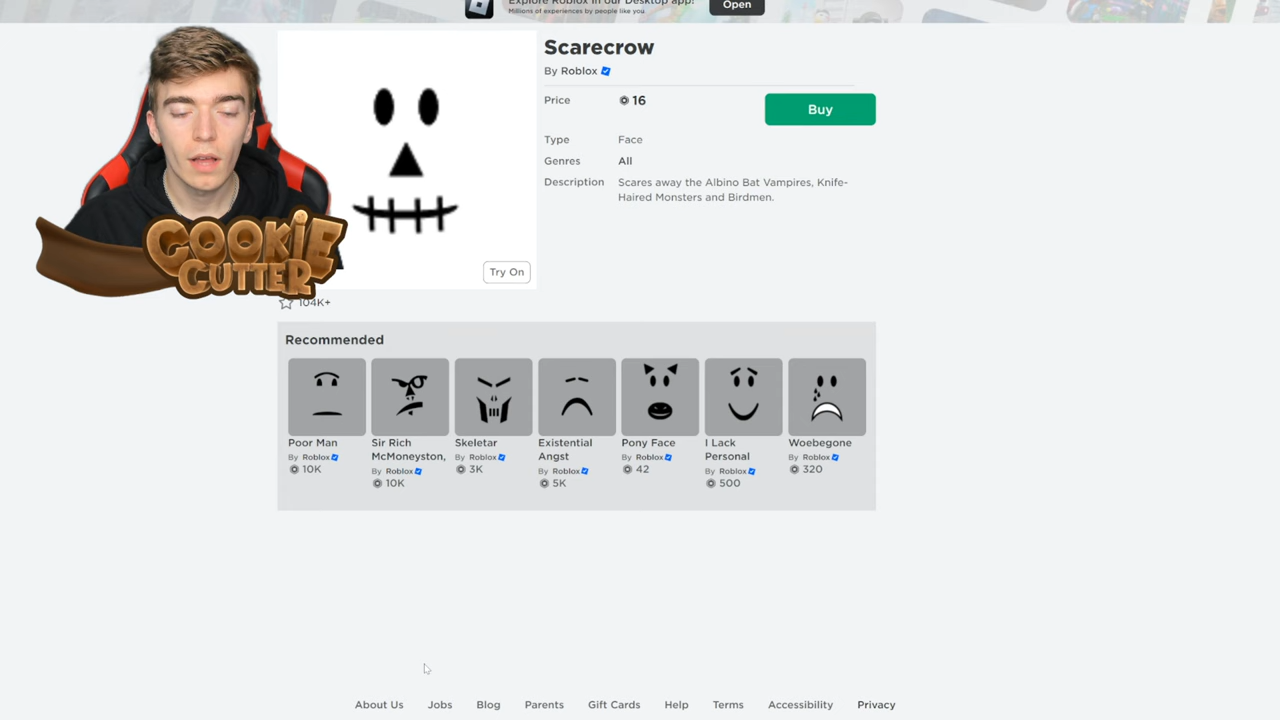 Explore Roblox in our Desktop app!
Millions of experiences by people like you
Open
Scarecrow
By Roblox
Price 16
Buy
Type Face
Genres All
Description Scares away the Albino Bat Vampires, Knife-
Haired Monsters and Birdmen.
COOKIE
CUTTER
Try On
104K+
Recommended
Poor Man
By Roblox
10K
Sir Rich
McMoneyston,
By Roblox
10K
Skeletar
By Roblox
3K
Existential
Angst
By Roblox
5K
Pony Face
By Roblox
42
I Lack
Personal
By Roblox
500
Woebegone
By Roblox
320
About Us Jobs Blog Parents Gift Cards Help Terms Accessibility Privacy